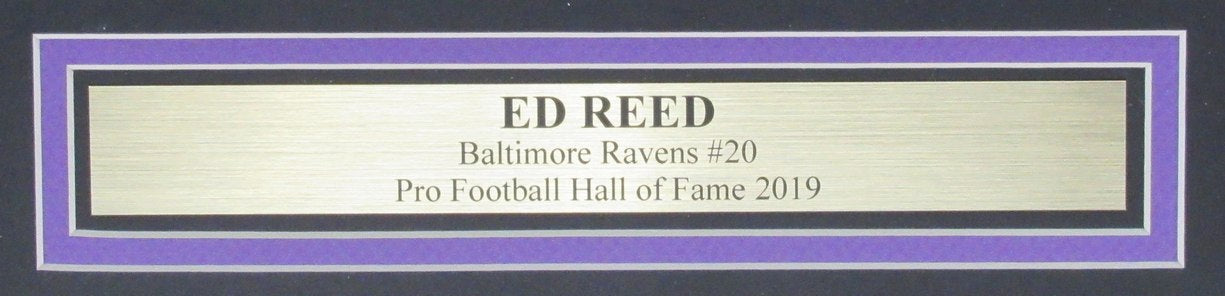 ED REED
Baltimore Ravens #20
Pro Football Hall of Fame 2019